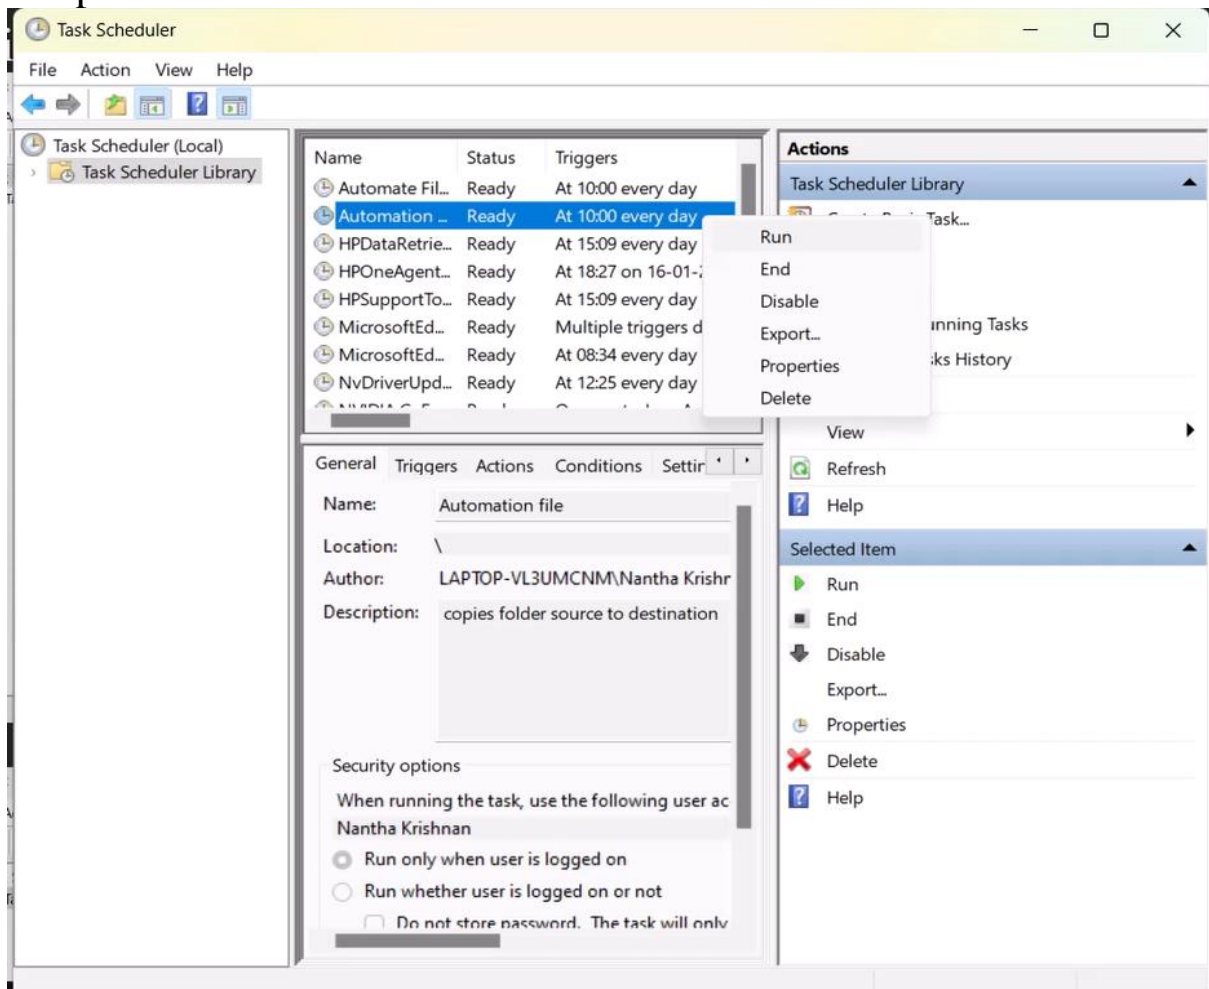 Task Scheduler
File Action View Help
Task Scheduler (Local)
Task Scheduler Library
Name Status Triggers
Automate Fil... Ready At 10:00 every day
Automation ... Ready At 10:00 every day
HPDataRetrie... Ready At 15:09 every day
HPOneAgent... Ready At 18:27 on 16-01-
HPSupportTo... Ready At 15:09 every day
MicrosoftEd... Ready Multiple triggers d
MicrosoftEd... Ready At 08:34 every day
NvDriverUpd... Ready At 12:25 every day
Run
End
Disable
Export...
Properties
Delete
General Triggers Actions Conditions Settin
Name: Automation file
Location: \
Author: LAPTOP-VL3UMCNM\Nantha Krishn
Description: copies folder source to destination
Security options
When running the task, use the following user ac
Nantha Krishnan
Run only when user is logged on
Run whether user is logged on or not
Do not store password. The task will only
Actions
Task Scheduler Library
Task...
unning Tasks
sks History
View
Refresh
Help
Selected Item
Run
End
Disable
Export...
Properties
Delete
Help